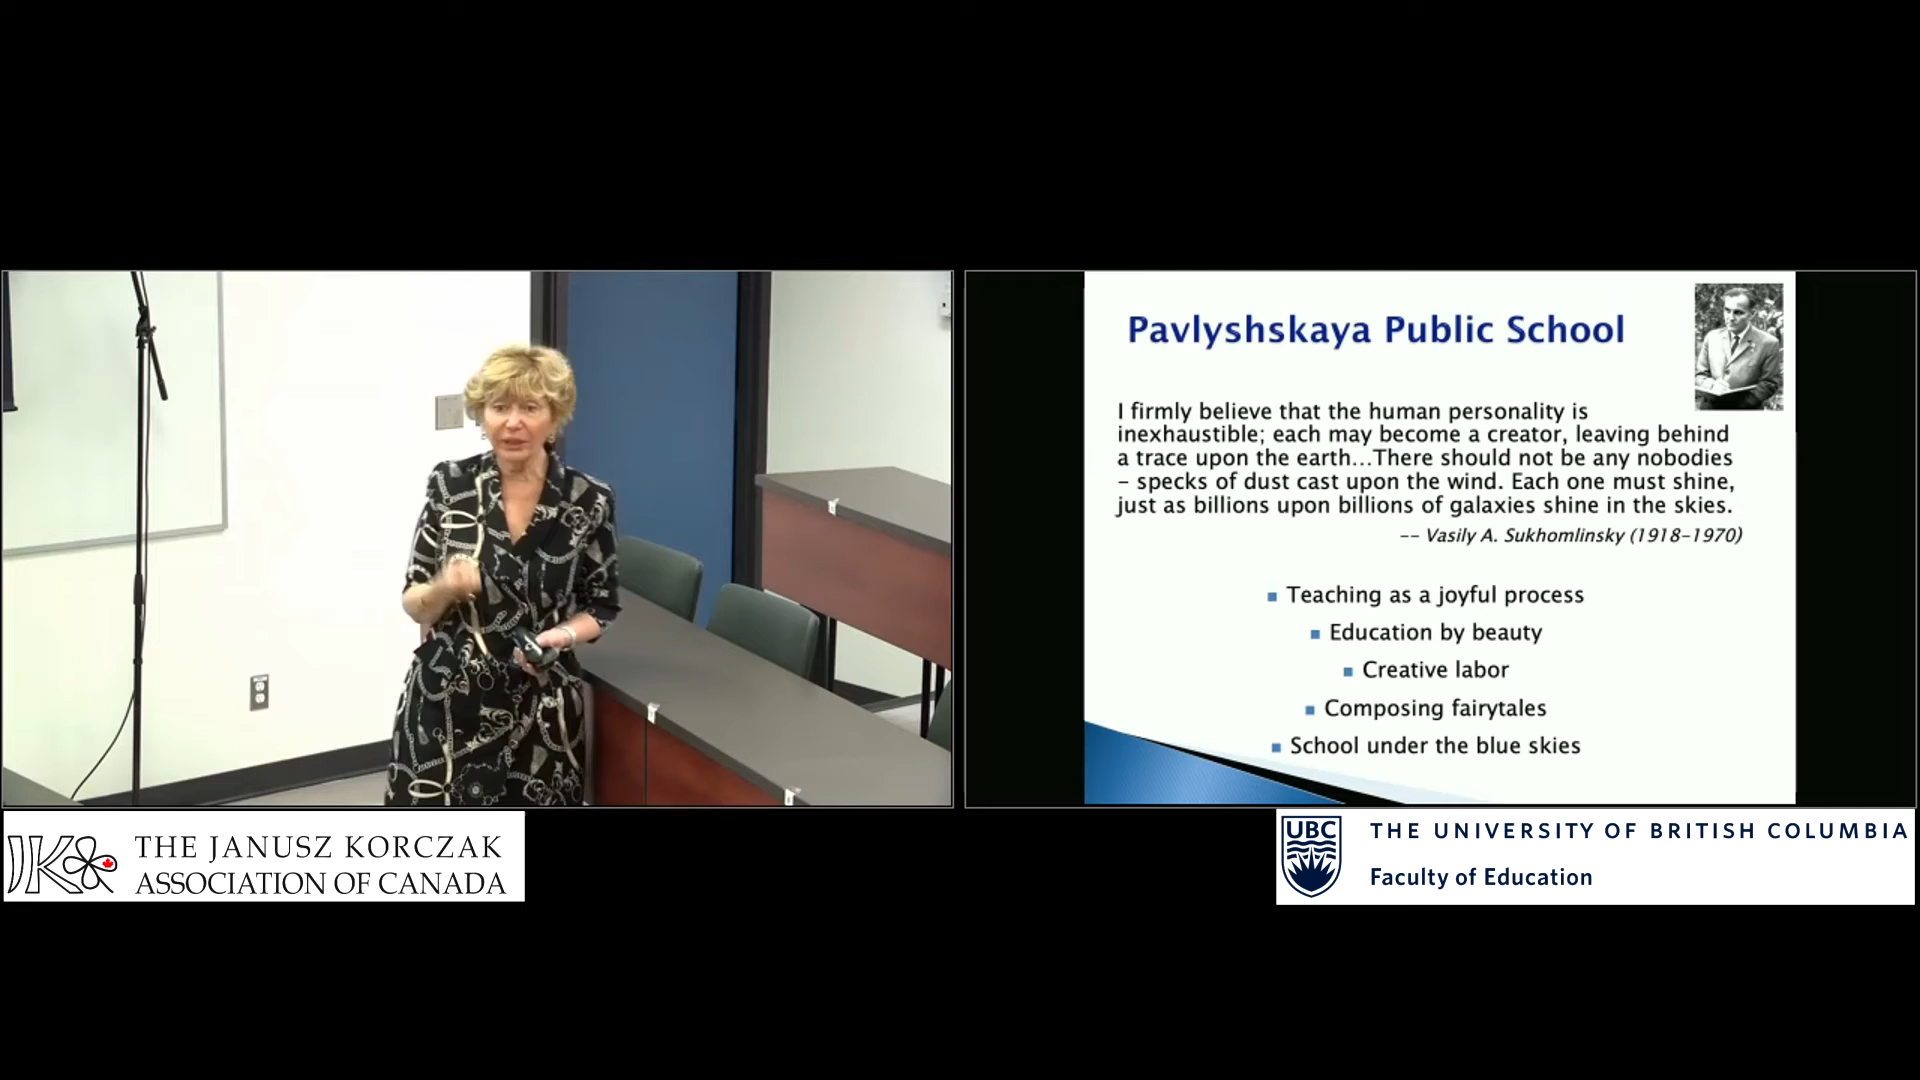 Pavlyshskaya Public School
I firmly believe that the human personality is
inexhaustible; each may become a creator, leaving behind
a trace upon the earth...There should not be any nobodies
– specks of dust cast upon the wind. Each one must shine,
just as billions upon billions of galaxies shine in the skies.
-- Vasily A. Sukhomlinsky (1918-1970)
Teaching as a joyful process
Education by beauty
Creative labor
Composing fairytales
School under the blue skies
JK
THE JANUSZ KORCZAK
ASSOCIATION OF CANADA
UBC
THE UNIVERSITY OF BRITISH COLUMBIA
Faculty of Education